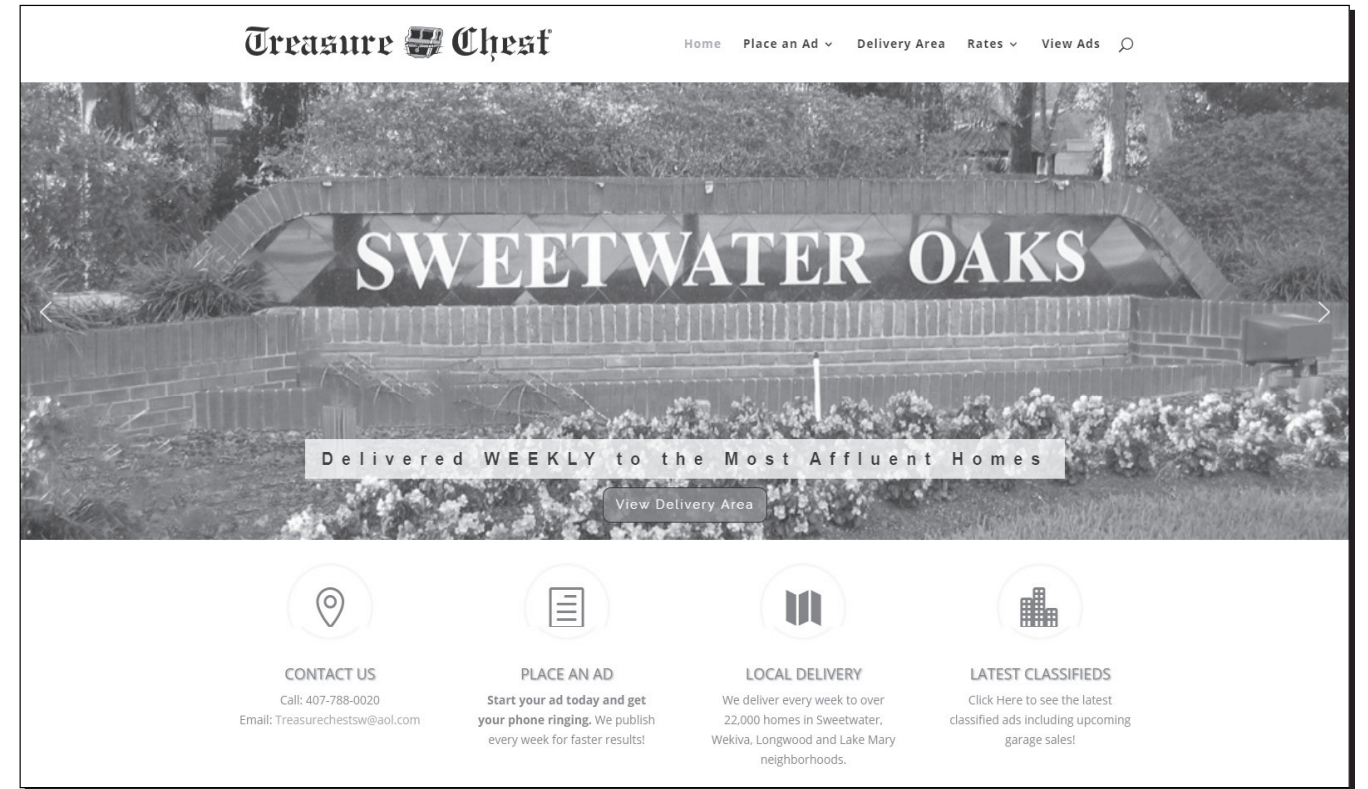 Treasure Chest
Home Place an Ad Delivery Area Rates View Ads
SWEETWATER OAKS
Delivered WEEKLY to the Most Affluent Homes
View Delivery Area
CONTACT US
Call: 407-788-0020
Email: Treasurechestsw@aol.com
PLACE AN AD
Start your ad today and get
your phone ringing. We publish
every week for faster results!
LOCAL DELIVERY
We deliver every week to over
22,000 homes in Sweetwater,
Wekiva, Longwood and Lake Mary
neighborhoods.
LATEST CLASSIFIEDS
Click Here to see the latest
classified ads including upcoming
garage sales!